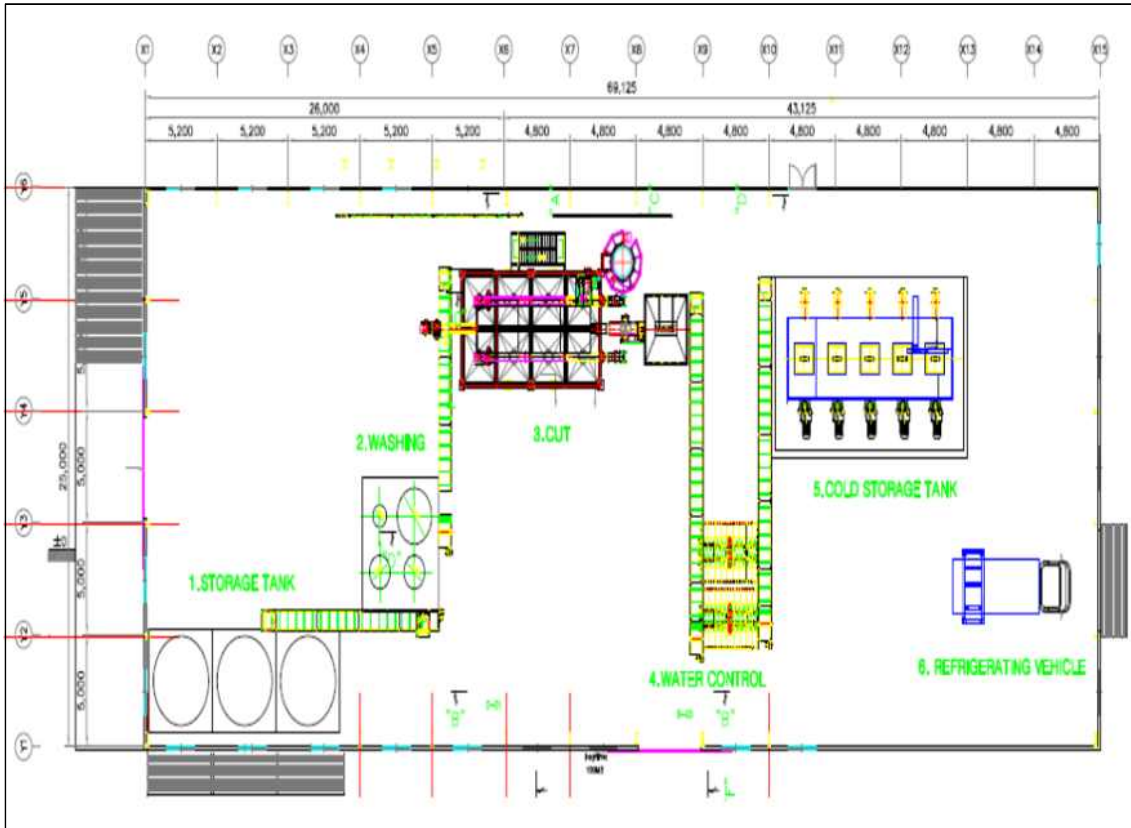 X1 X2 X3 X4 X5 X6 X7 X8 X9 X10 X11 X12 X13 X14 X15
69,125
26,000 43,125
5,200 5,200 5,200 5,200 5,200 4,800 4,800 4,800 4,800 4,800 4,800 4,800 4,800 4,800
A C D
Y6
Y5
Y4
Y3
Y2
Y1
25,000
5,000
5,000
5,000
2.WASHING
3.CUT
5.COLD STORAGE TANK
1.STORAGE TANK
4.WATER CONTROL
6. REFRIGERATING VEHICLE
"B" "B"